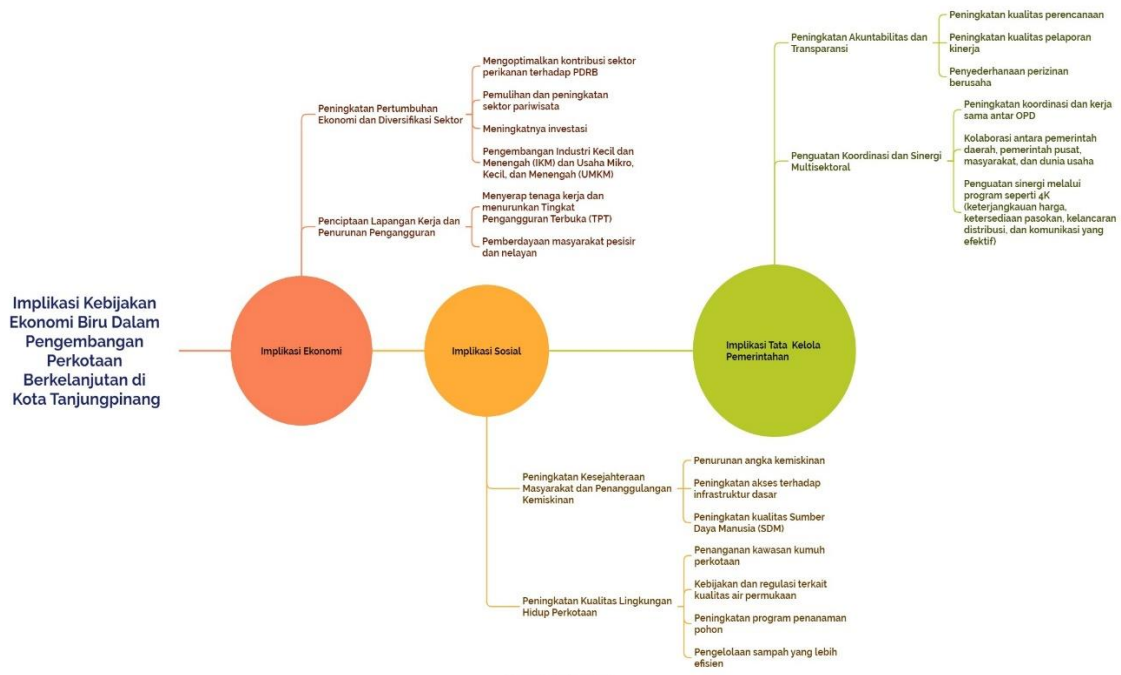 Implikasi Kebijakan
Ekonomi Biru Dalam
Pengembangan
Perkotaan
Berkelanjutan di
Kota Tanjungpinang
Implikasi Ekonomi
Peningkatan Pertumbuhan
Ekonomi dan Diversifikasi Sektor
Mengoptimalkan kontribusi sektor
perikanan terhadap PDRB
Pemulihan dan peningkatan
sektor pariwisata
Meningkatnya investasi
Pengembangan Industri Kecil dan
Menengah (IKM) dan Usaha Mikro,
Kecil, dan Menengah (UMKM)
Penciptaan Lapangan Kerja dan
Penurunan Pengangguran
Menyerap tenaga kerja dan
menurunkan Tingkat
Pengangguran Terbuka (TPT)
Pemberdayaan masyarakat pesisir
dan nelayan
Implikasi Sosial
Peningkatan Kesejahteraan
Masyarakat dan Penanggulangan
Kemiskinan
Penurunan angka kemiskinan
Peningkatan akses terhadap
infrastruktur dasar
Peningkatan kualitas Sumber
Daya Manusia (SDM)
Peningkatan Kualitas Lingkungan
Hidup Perkotaan
Penanganan kawasan kumuh
perkotaan
Kebijakan dan regulasi terkait
kualitas air permukaan
Peningkatan program penanaman
pohon
Pengelolaan sampah yang lebih
efisien
Implikasi Tata Kelola
Pemerintahan
Peningkatan Akuntabilitas dan
Transparansi
Peningkatan kualitas perencanaan
Peningkatan kualitas pelaporan
kinerja
Penyederhanaan perizinan
berusaha
Penguatan Koordinasi dan Sinergi
Multisektoral
Peningkatan koordinasi dan kerja
sama antar OPD
Kolaborasi antara pemerintah
daerah, pemerintah pusat,
masyarakat, dan dunia usaha
Penguatan sinergi melalui
program seperti 4K
(keterjangkauan harga,
ketersediaan pasokan, kelancaran
distribusi, dan komunikasi yang
efektif)